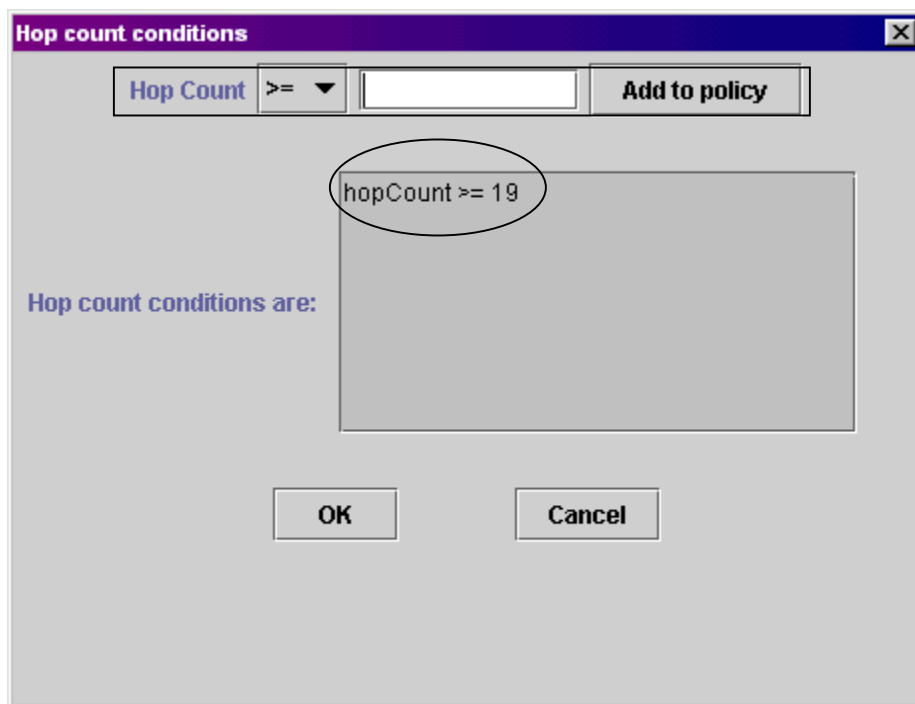 Hop count conditions
Hop Count >= Add to policy
hopCount >= 19
Hop count conditions are:
OK Cancel